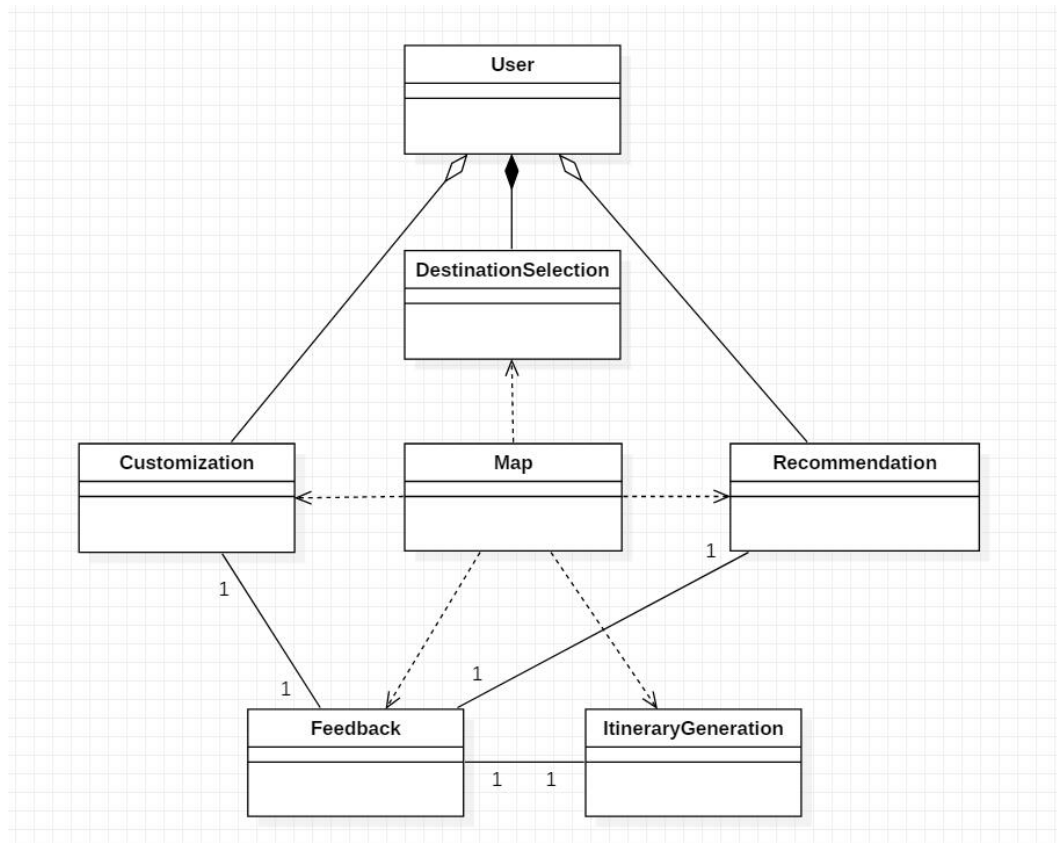 User
DestinationSelection
Customization
Map
Recommendation
1
1
1
1
Feedback
ItineraryGeneration
1
1